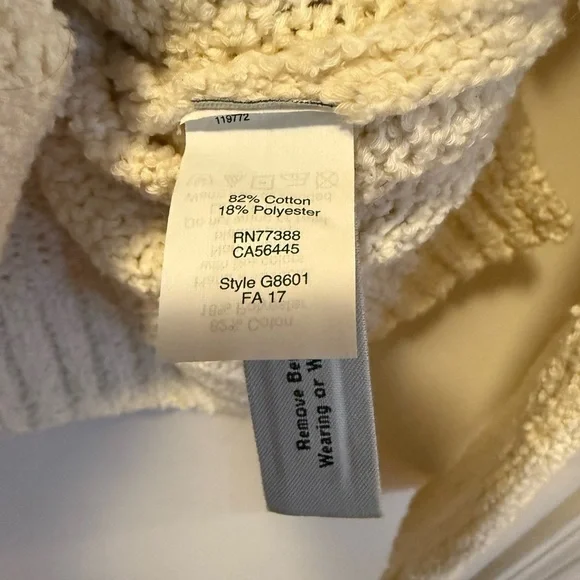 119772
82% Cotton
18% Polyester
RN77388
CA56445
Style G8601
FA 17
Remove Be
Wearing or W